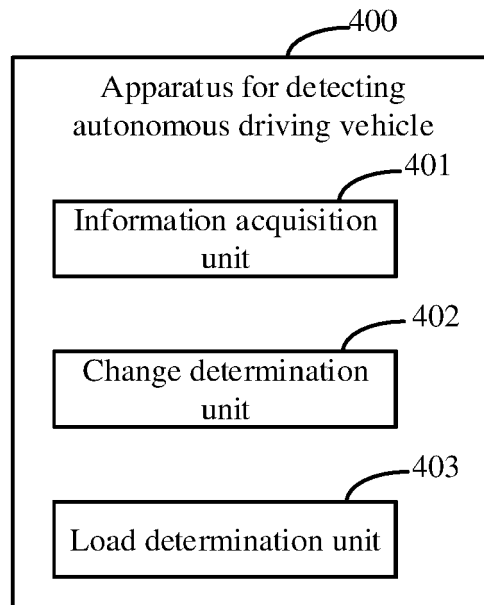 400
Apparatus for detecting
autonomous driving vehicle
401
Information acquisition
unit
402
Change determination
unit
403
Load determination unit